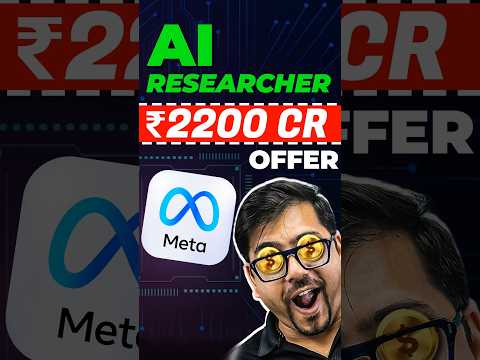 AI
RESEARCHER
₹2200 CR
OFFER
Meta
$
$